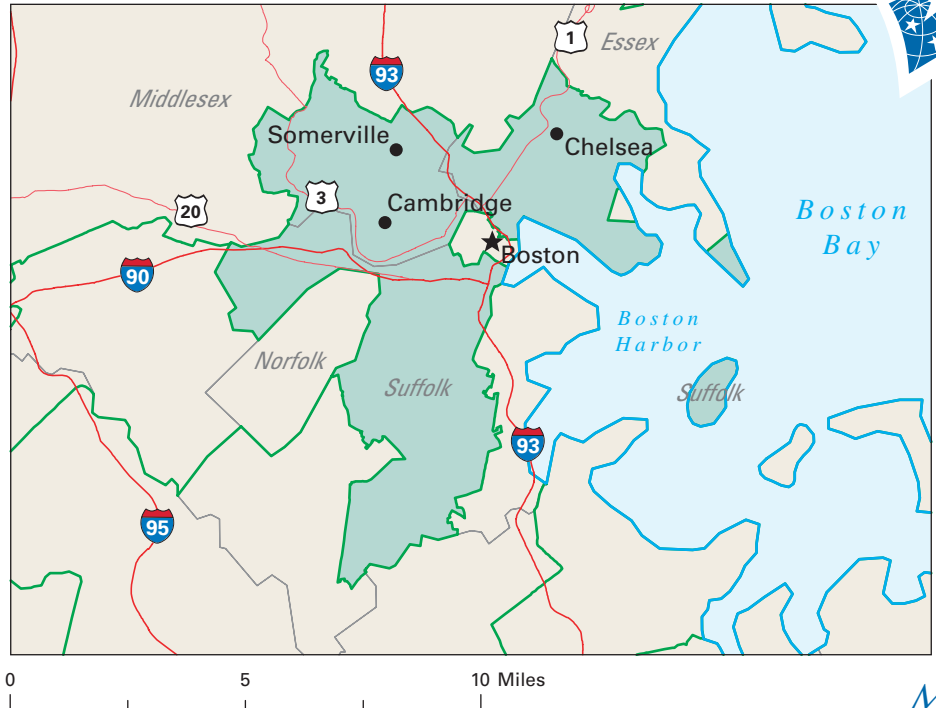 1
Essex
93
Middlesex
Somerville
Chelsea
3
Cambridge
20
Boston
Bay
Boston
90
Boston
Harbor
Norfolk
Suffolk
Suffolk
93
95
0 5 10 Miles